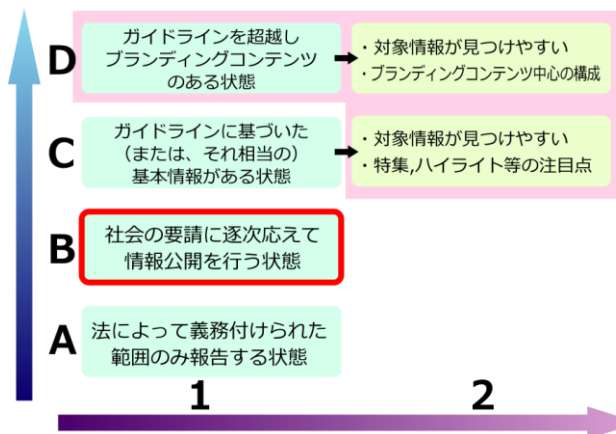 D
ガイドラインを超越し
ブランディングコンテンツ
のある状態
・対象情報が見つけやすい
・ブランディングコンテンツ中心の構成
C
ガイドラインに基づいた
（または、それ相当の）
基本情報がある状態
・対象情報が見つけやすい
・特集,ハイライト等の注目点
B
社会の要請に逐次応えて
情報公開を行う状態
A
法によって義務付けられた
範囲のみ報告する状態
1
2